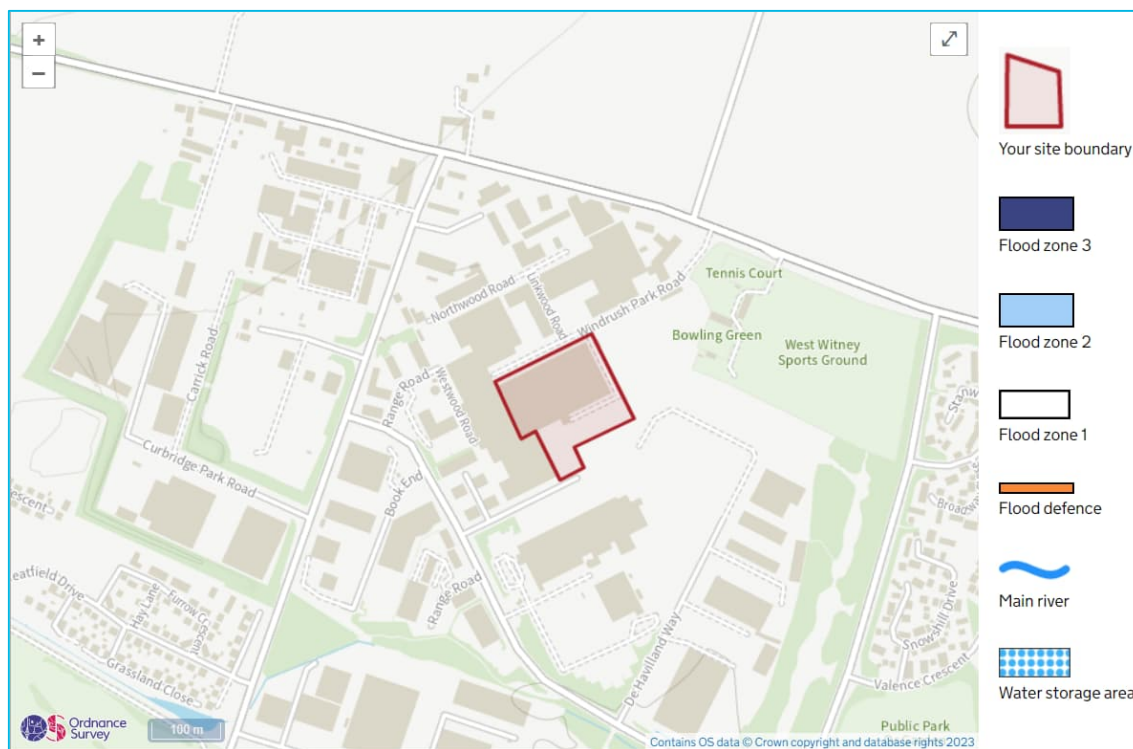 +
−
Tennis Court
Northwood Road
Linkwood Road
Windrush Park Road
Bowling Green
West Witney
Sports Ground
Carrick Road
Range Road
Westwood Road
Curbridge Park Road
Book End
Range Road
De Havilland Way
Hay Lane
Furrow Crescent
Grassland Close
Snowshill Drive
Valence Crescent
Public Park
Ordnance
Survey
100 m
Contains OS data © Crown copyright and database rights 2023
Your site boundary
Flood zone 3
Flood zone 2
Flood zone 1
Flood defence
Main river
Water storage area